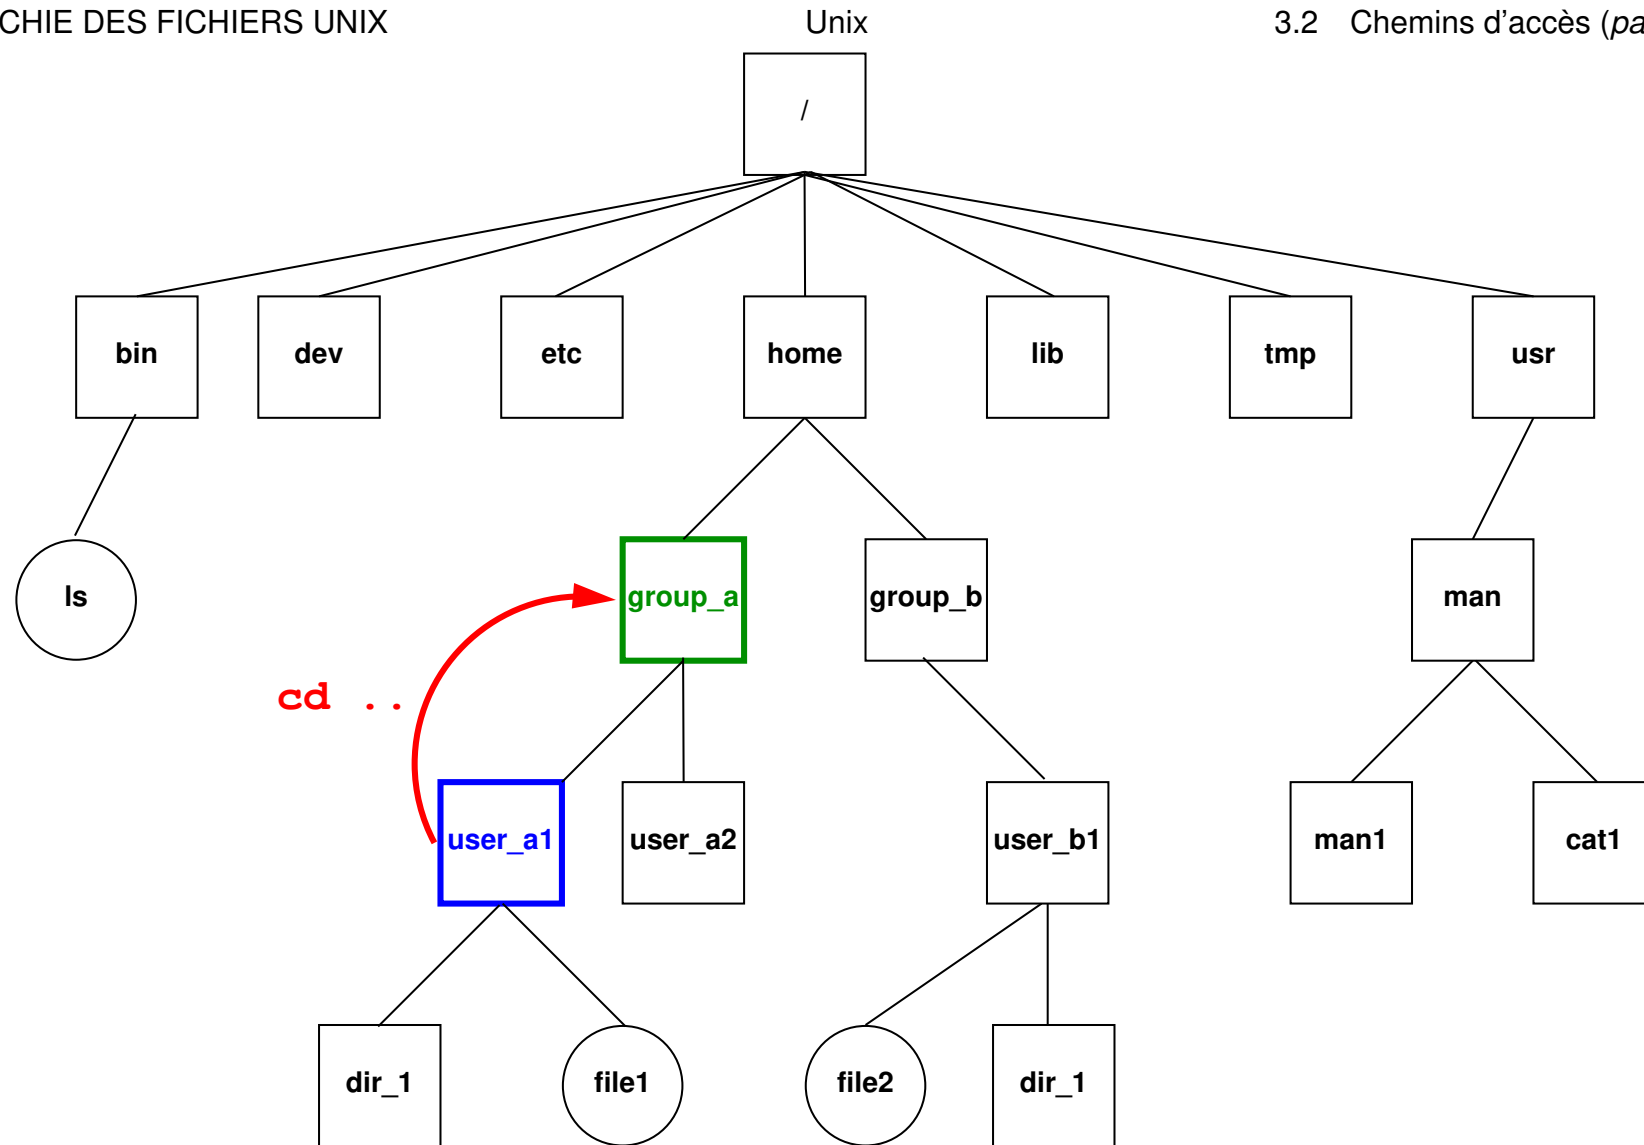 CHIE DES FICHIERS UNIX Unix 3.2 Chemins d'accès (pa
/
bin dev etc home lib tmp usr
ls group_a group_b man
cd ..
user_a1 user_a2 user_b1 man1 cat1
dir_1 file1 file2 dir_1